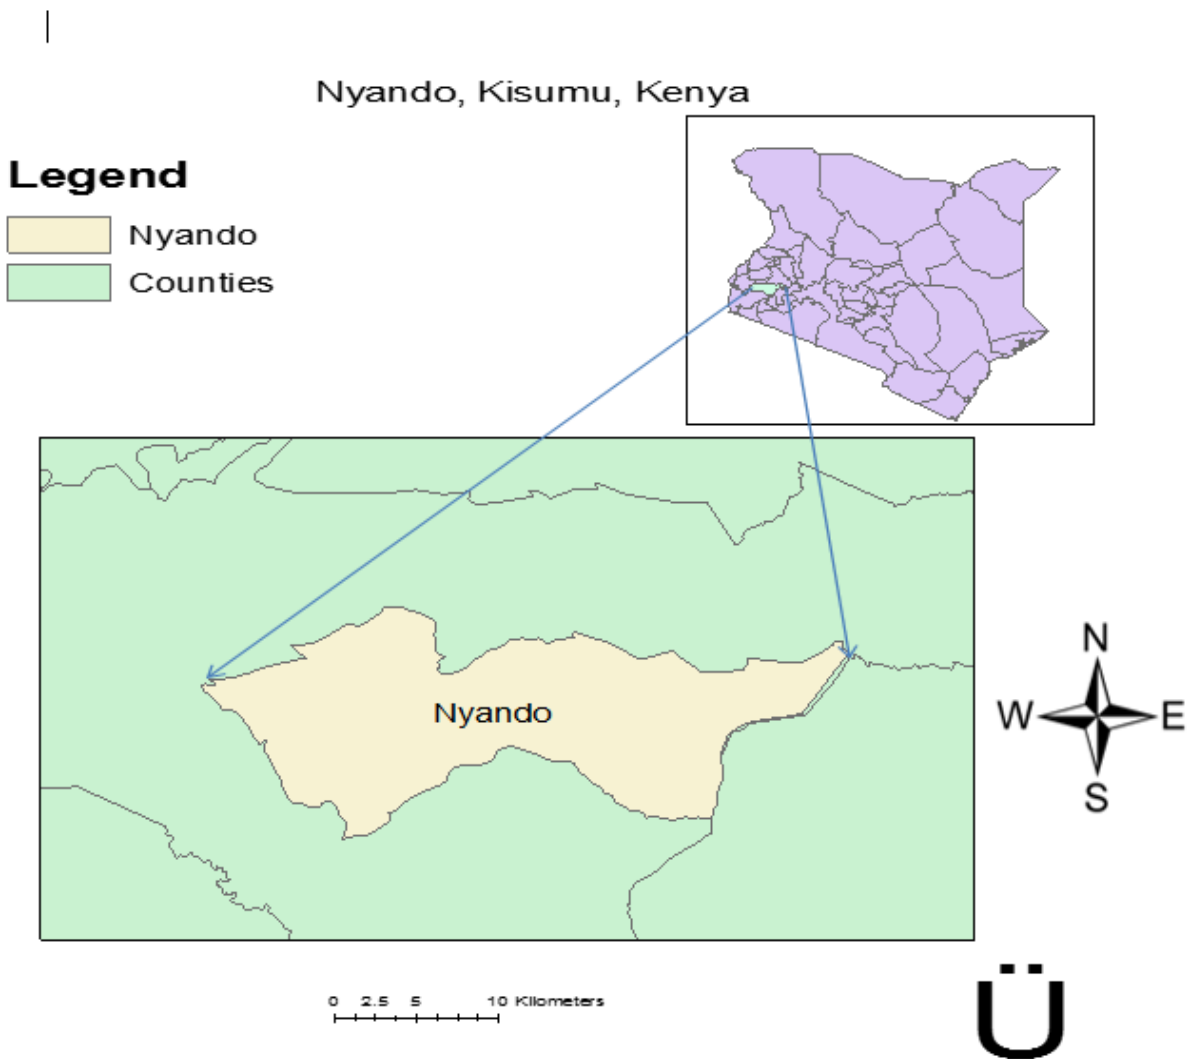 Nyando, Kisumu, Kenya
Legend
Nyando
Counties
Nyando
N
W E
S
0 2.5 5 10 Kilometers
Ü